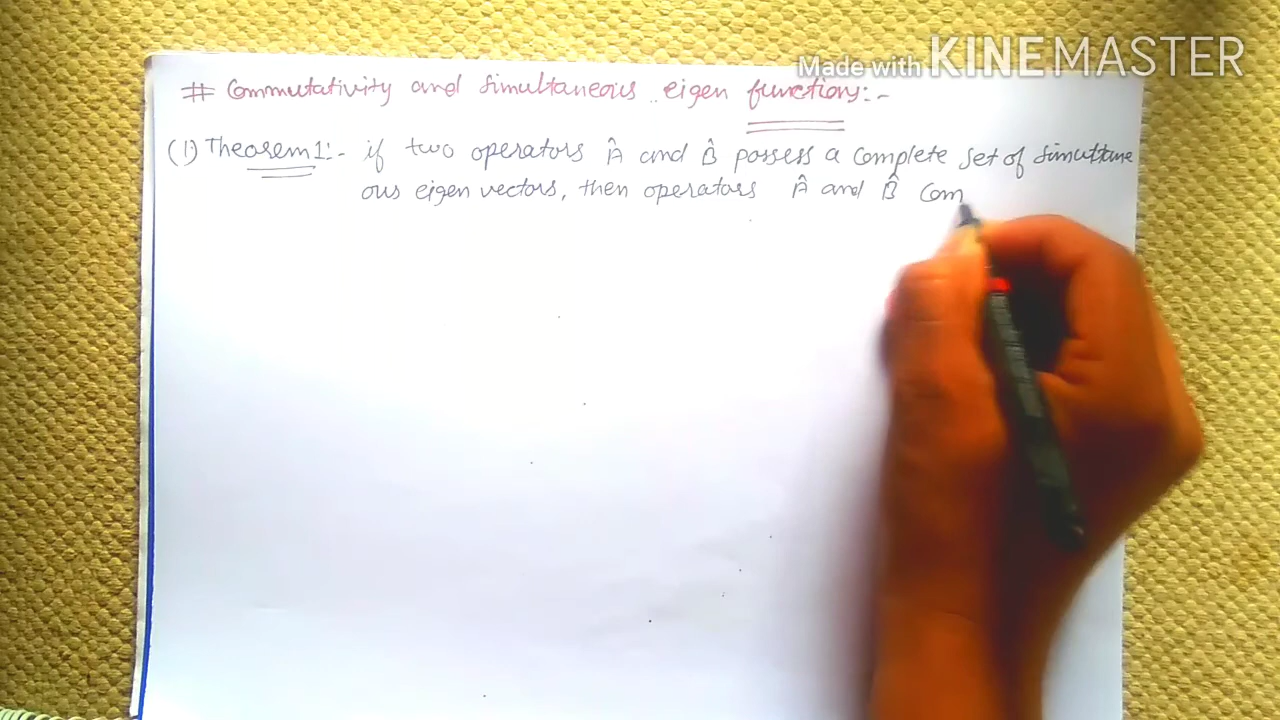 Made with KINEMASTER
# Commutativity and simultaneous eigen functions:-
(1) Theorem 1:- if two operators Â and B̂ possess a complete set of simultane
ous eigen vectors, then operators Â and B̂ Com